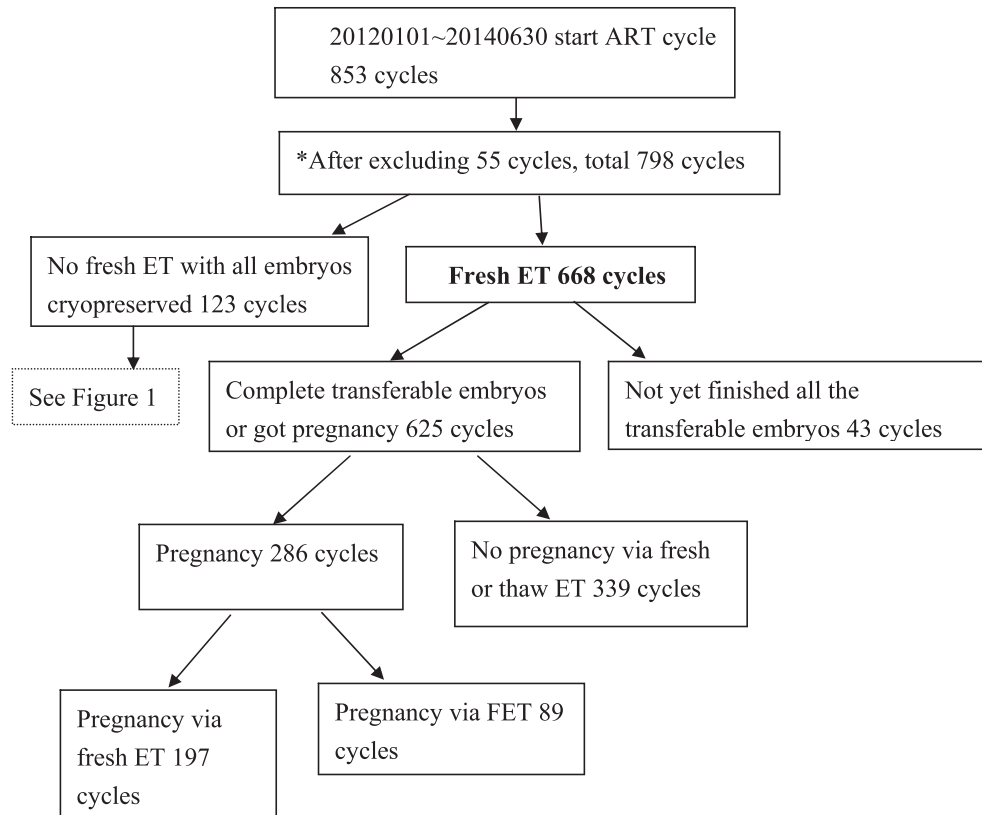 20120101~20140630 start ART cycle
853 cycles
*After excluding 55 cycles, total 798 cycles
No fresh ET with all embryos
cryopreserved 123 cycles
Fresh ET 668 cycles
See Figure 1
Complete transferable embryos
or got pregnancy 625 cycles
Not yet finished all the
transferable embryos 43 cycles
Pregnancy 286 cycles
No pregnancy via fresh
or thaw ET 339 cycles
Pregnancy via
fresh ET 197
cycles
Pregnancy via FET 89
cycles